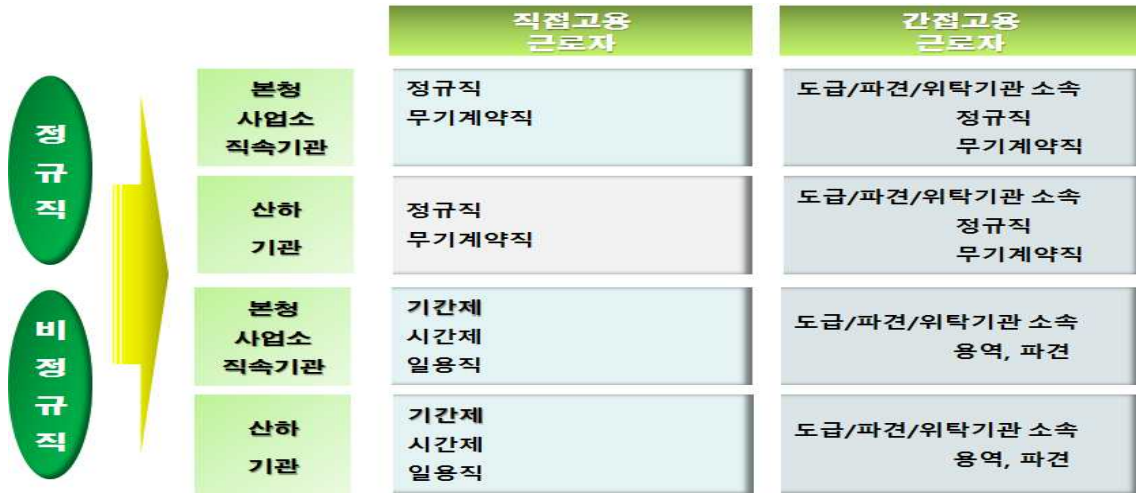 직접고용
근로자
간접고용
근로자
정
규
직
본청
사업소
직속기관
정규직
무기계약직
도급/파견/위탁기관 소속
정규직
무기계약직
산하
기관
정규직
무기계약직
도급/파견/위탁기관 소속
정규직
무기계약직
비
정
규
직
본청
사업소
직속기관
기간제
시간제
일용직
도급/파견/위탁기관 소속
용역, 파견
산하
기관
기간제
시간제
일용직
도급/파견/위탁기관 소속
용역, 파견